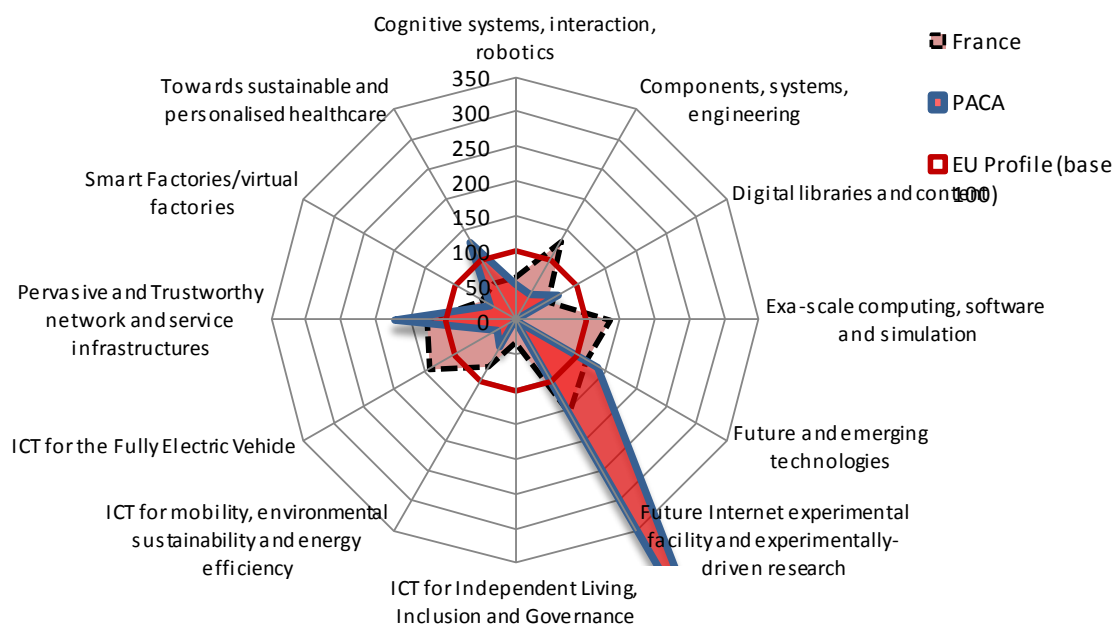 Cognitive systems, interaction,
robotics
France
Components, systems,
engineering
PACA
EU Profile (base
100)
Digital libraries and content
Exa-scale computing, software
and simulation
Future and emerging
technologies
Future Internet experimental
facility and experimentally-
driven research
ICT for Independent Living,
Inclusion and Governance
ICT for mobility, environmental
sustainability and energy
efficiency
ICT for the Fully Electric Vehicle
Pervasive and Trustworthy
network and service
infrastructures
Smart Factories/virtual
factories
Towards sustainable and
personalised healthcare
350
300
250
200
150
100
50
0